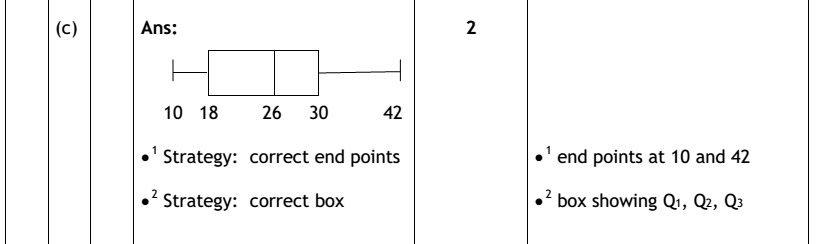 (c) Ans: 2
10 18 26 30 42
•¹ Strategy: correct end points •¹ end points at 10 and 42
•² Strategy: correct box •² box showing Q₁, Q₂, Q₃